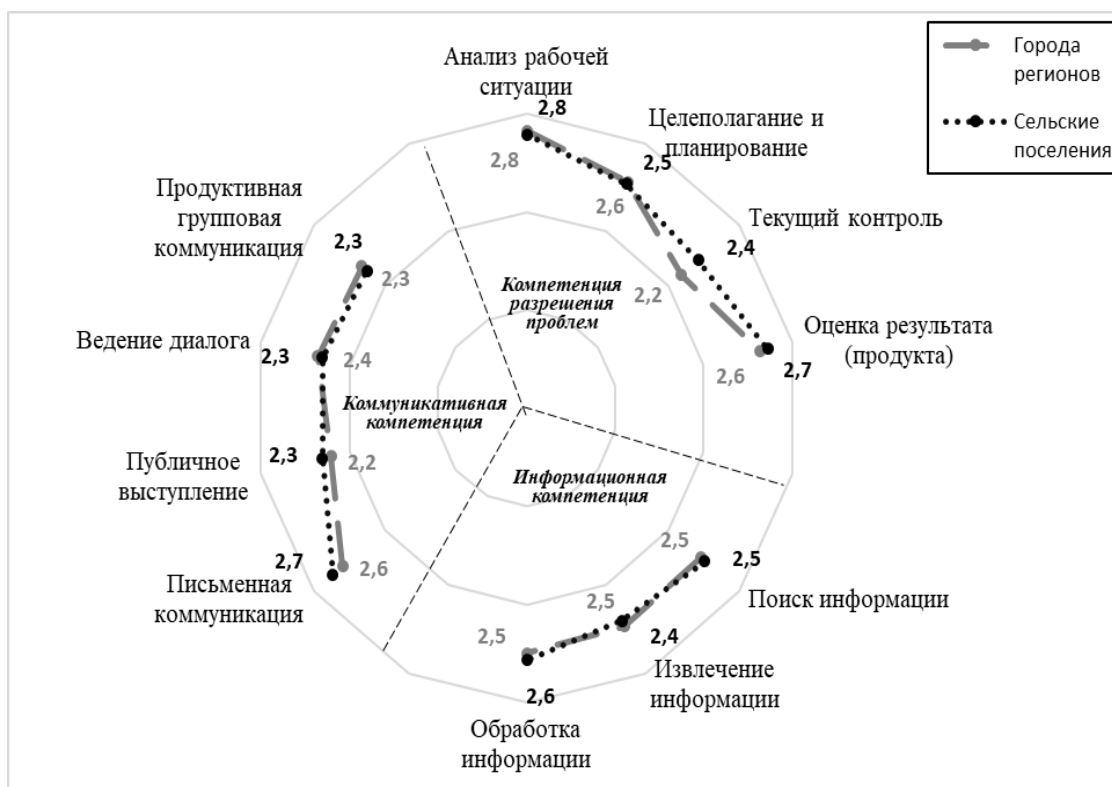 Города
регионов
Сельские
поселения
Анализ рабочей
ситуации
2,8
2,8
Целеполагание и
планирование
2,5
2,6
Текущий контроль
2,4
2,2
Оценка результата
(продукта)
2,7
2,6
Компетенция
разрешения
проблем
Продуктивная
групповая
коммуникация
2,3
2,3
Ведение диалога
2,3
2,4
Коммуникативная
компетенция
Публичное
выступление
2,3
2,2
Письменная
коммуникация
2,7
2,6
Информационная
компетенция
2,5
2,5
Поиск информации
2,5
2,4
Извлечение
информации
2,5
2,6
Обработка
информации